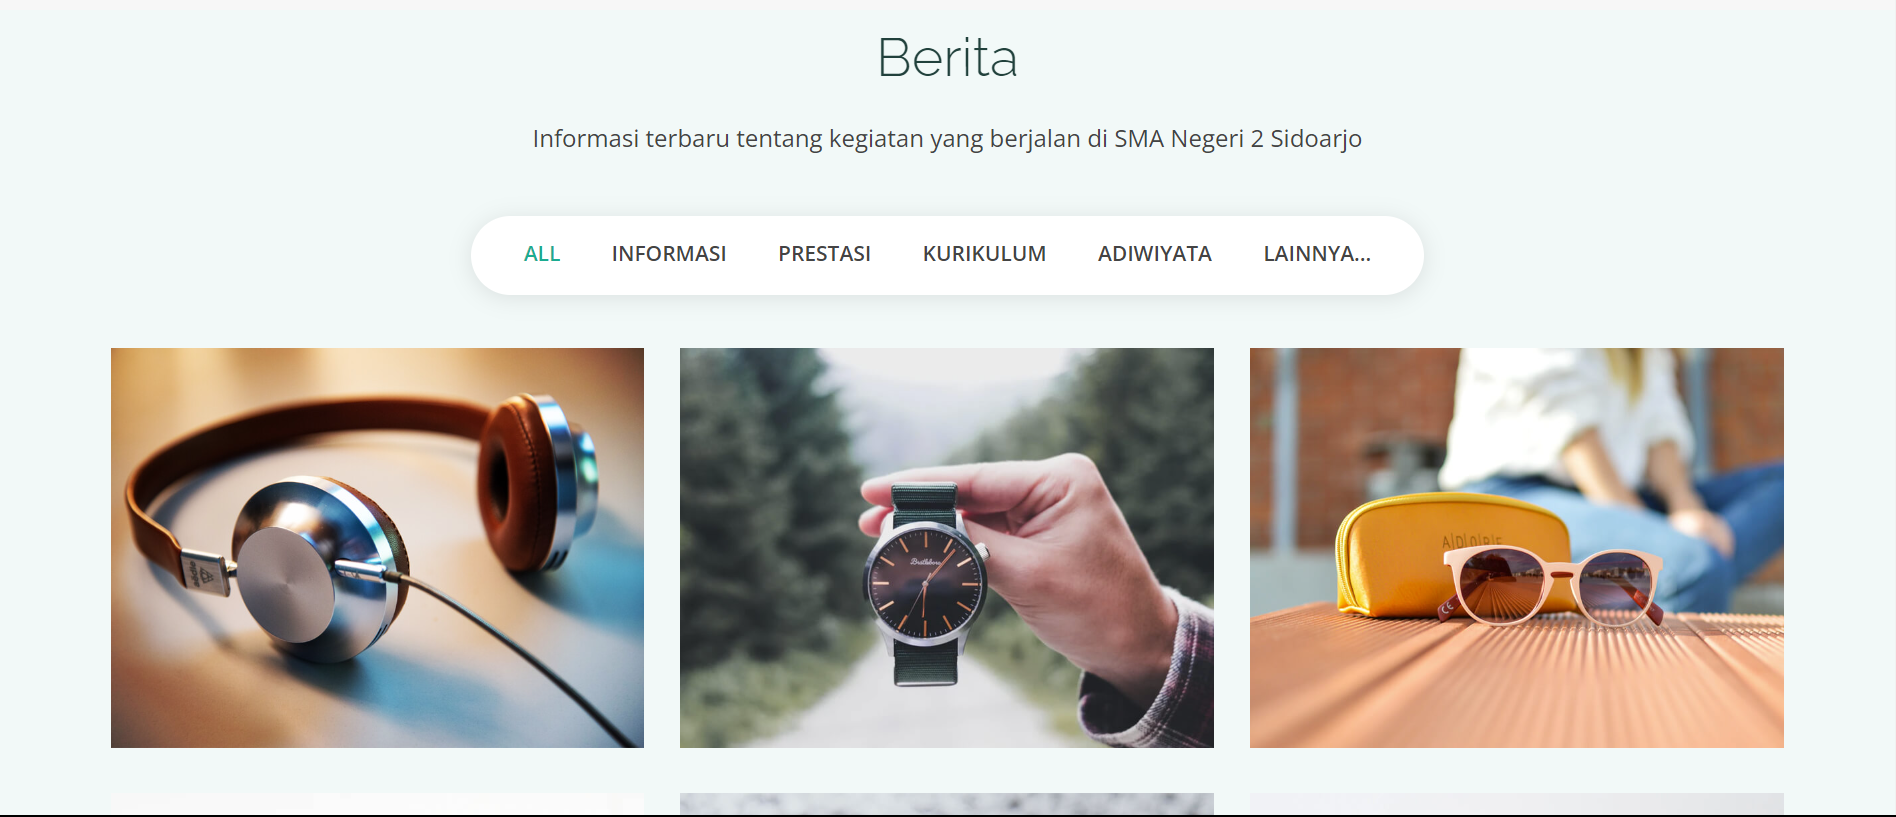 Berita
Informasi terbaru tentang kegiatan yang berjalan di SMA Negeri 2 Sidoarjo
ALL INFORMASI PRESTASI KURIKULUM ADIWIYATA LAINNYA...